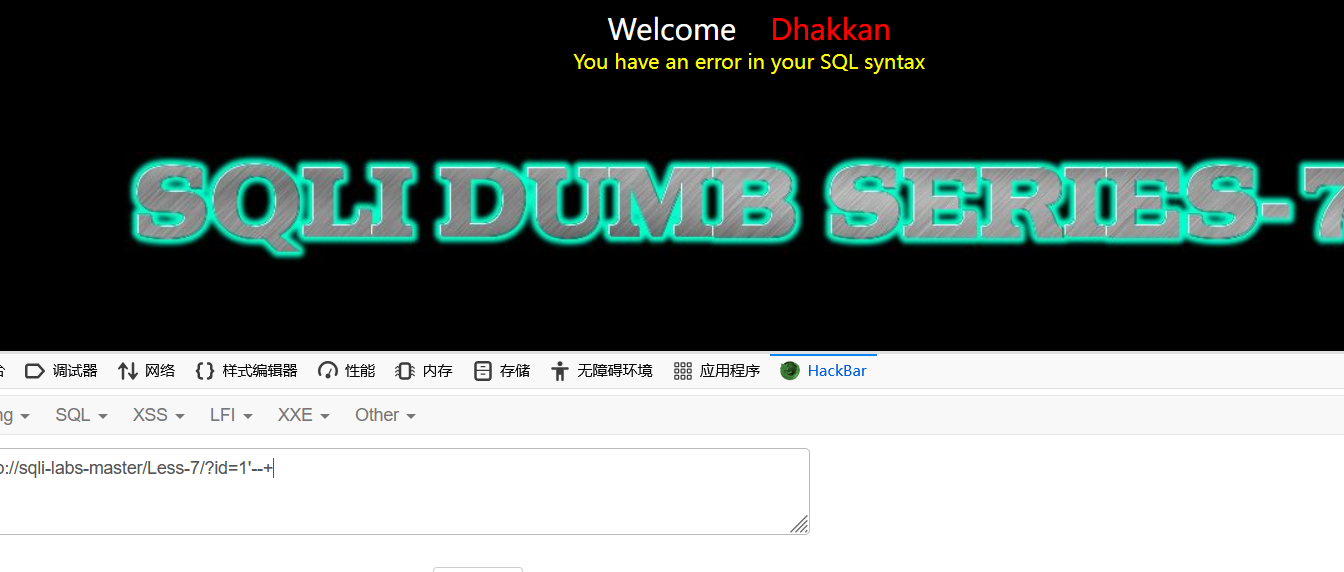 Welcome Dhakkan
You have an error in your SQL syntax
SQLI DUMB SERIES-7
台 调试器 网络 样式编辑器 性能 内存 存储 无障碍环境 应用程序 HackBar
ng SQL XSS LFI XXE Other
p://sqli-labs-master/Less-7/?id=1'--+